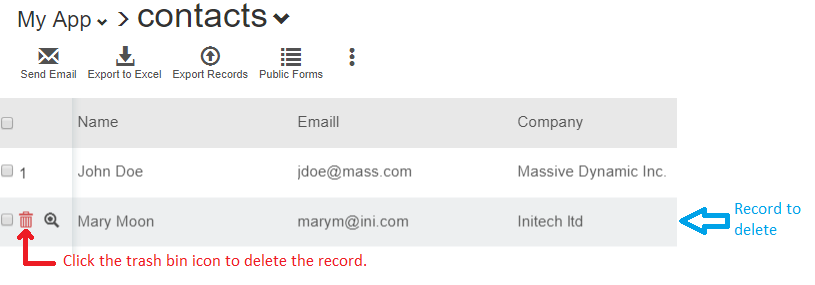 My App > contacts
Send Email Export to Excel Export Records Public Forms
Name Emaill Company
1 John Doe jdoe@mass.com Massive Dynamic Inc.
Mary Moon marym@ini.com Initech ltd
Record to
delete
Click the trash bin icon to delete the record.